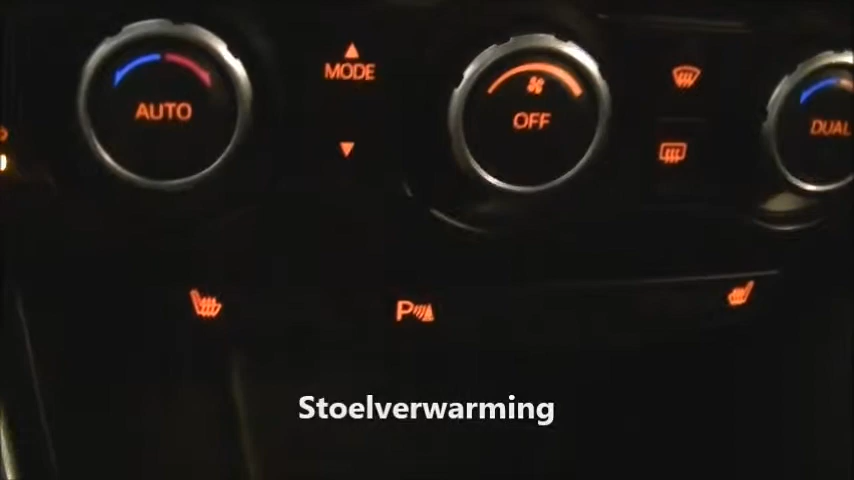 AUTO
MODE
OFF
DUAL
P
Stoelverwarming